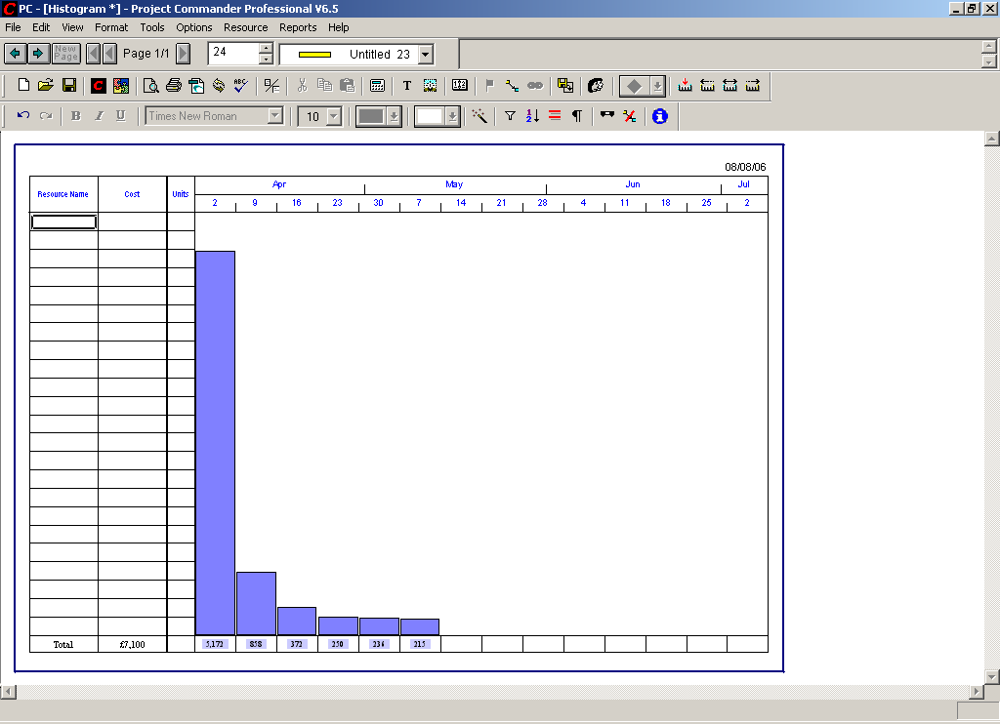 PC - [Histogram *] - Project Commander Professional V6.5
File Edit View Format Tools Options Resource Reports Help
New Page Page 1/1 24 Untitled 23
ABC T 123
B I U Times New Roman 10
08/08/06
Resource Name Cost Units Apr May Jun Jul
2 9 16 23 30 7 14 21 28 4 11 18 25 2
Total £7,100 5,172 858 372 250 234 215